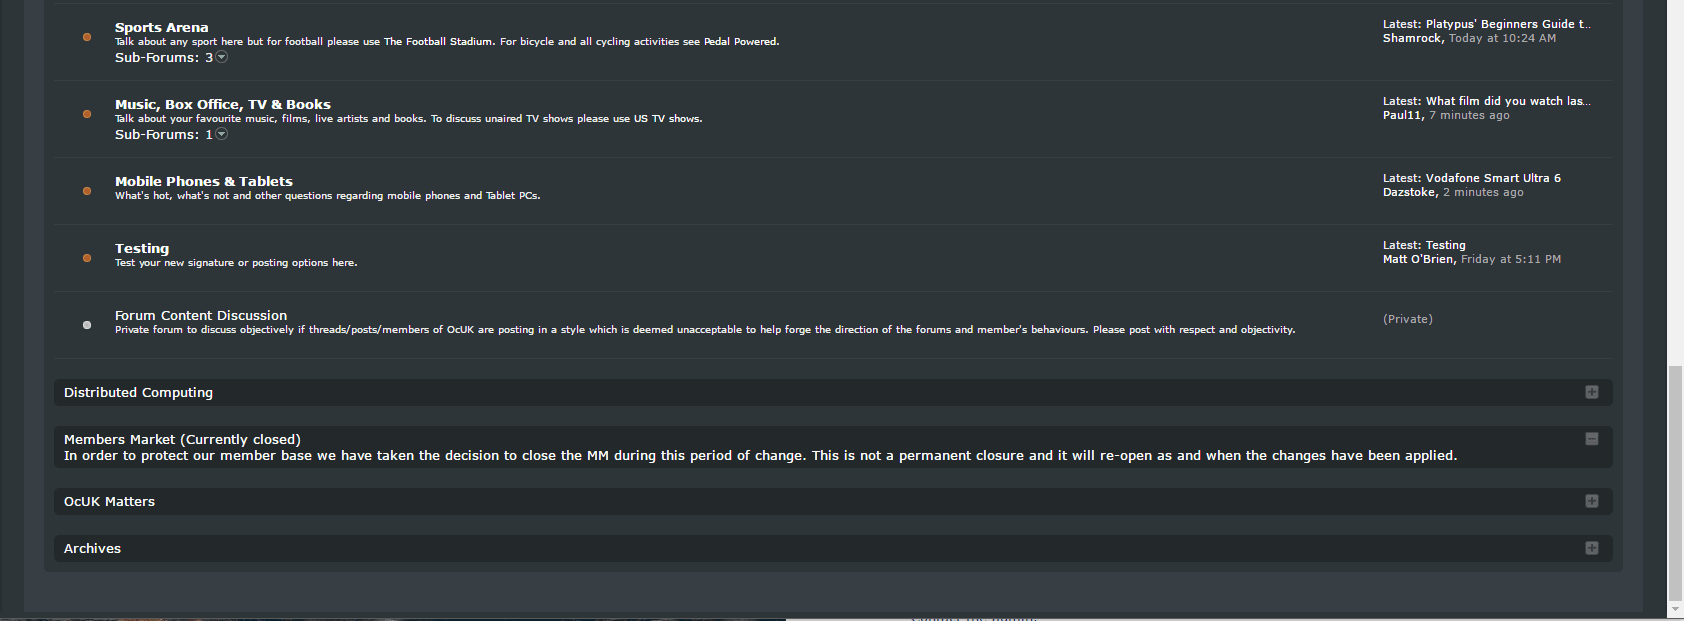 Sports Arena
Talk about any sport here but for football please use The Football Stadium. For bicycle and all cycling activities see Pedal Powered.
Sub-Forums: 3
Latest: Platypus' Beginners Guide t...
Shamrock, Today at 10:24 AM
Music, Box Office, TV & Books
Talk about your favourite music, films, live artists and books. To discuss unaired TV shows please use US TV shows.
Sub-Forums: 1
Latest: What film did you watch las...
Paul11, 7 minutes ago
Mobile Phones & Tablets
What's hot, what's not and other questions regarding mobile phones and Tablet PCs.
Latest: Vodafone Smart Ultra 6
Dazstoke, 2 minutes ago
Testing
Test your new signature or posting options here.
Latest: Testing
Matt O'Brien, Friday at 5:11 PM
Forum Content Discussion
Private forum to discuss objectively if threads/posts/members of OcUK are posting in a style which is deemed unacceptable to help forge the direction of the forums and member's behaviours. Please post with respect and objectivity.
(Private)
Distributed Computing
Members Market (Currently closed)
In order to protect our member base we have taken the decision to close the MM during this period of change. This is not a permanent closure and it will re-open as and when the changes have been applied.
OcUK Matters
Archives